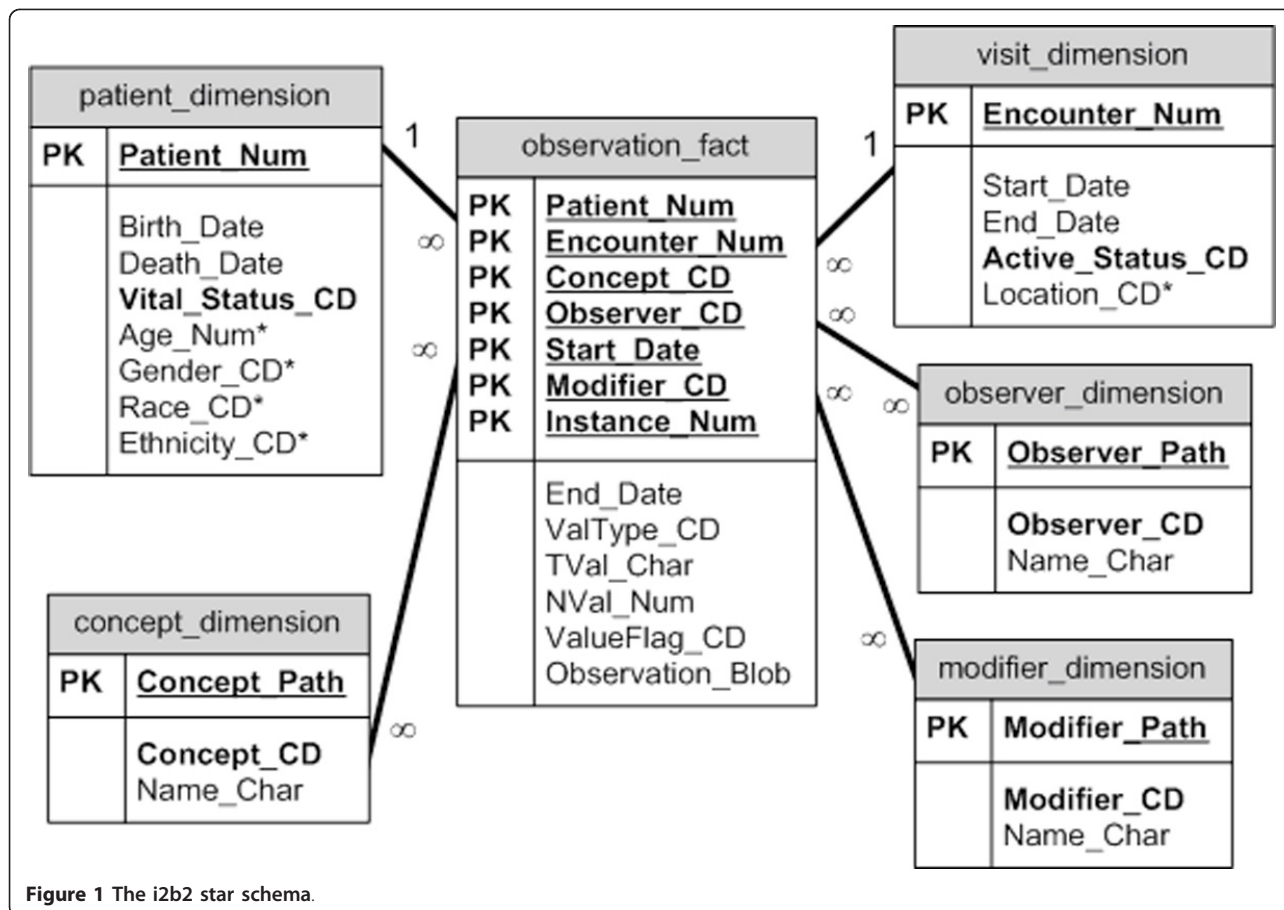 patient_dimension
PK Patient_Num
Birth_Date
Death_Date
Vital_Status_CD
Age_Num*
Gender_CD*
Race_CD*
Ethnicity_CD*
1
∞
observation_fact
PK Patient_Num
PK Encounter_Num
PK Concept_CD
PK Observer_CD
PK Start_Date
PK Modifier_CD
PK Instance_Num
End_Date
ValType_CD
TVal_Char
NVal_Num
ValueFlag_CD
Observation_Blob
visit_dimension
PK Encounter_Num
Start_Date
End_Date
Active_Status_CD
Location_CD*
1
∞
observer_dimension
PK Observer_Path
Observer_CD
Name_Char
∞
∞
concept_dimension
PK Concept_Path
Concept_CD
Name_Char
∞
∞
modifier_dimension
PK Modifier_Path
Modifier_CD
Name_Char
∞
∞
Figure 1 The i2b2 star schema.